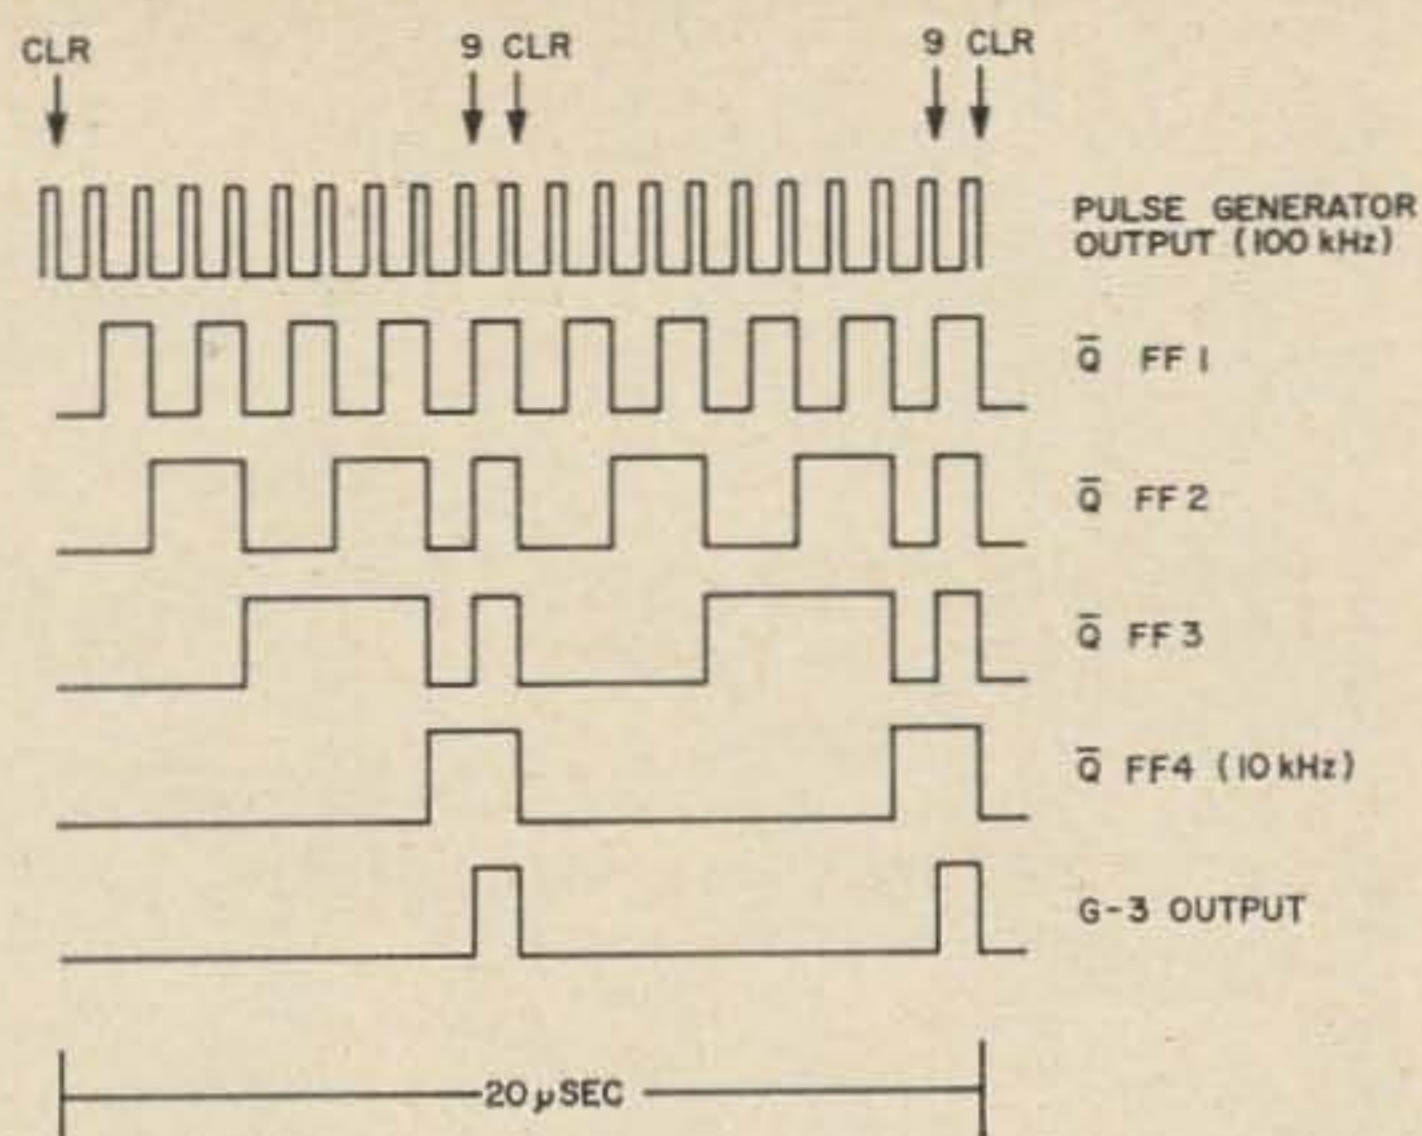 CLR
9 CLR
9 CLR
PULSE GENERATOR
OUTPUT (100 kHz)
Q̅ FF 1
Q̅ FF 2
Q̅ FF 3
Q̅ FF4 (10 kHz)
G-3 OUTPUT
20 µSEC